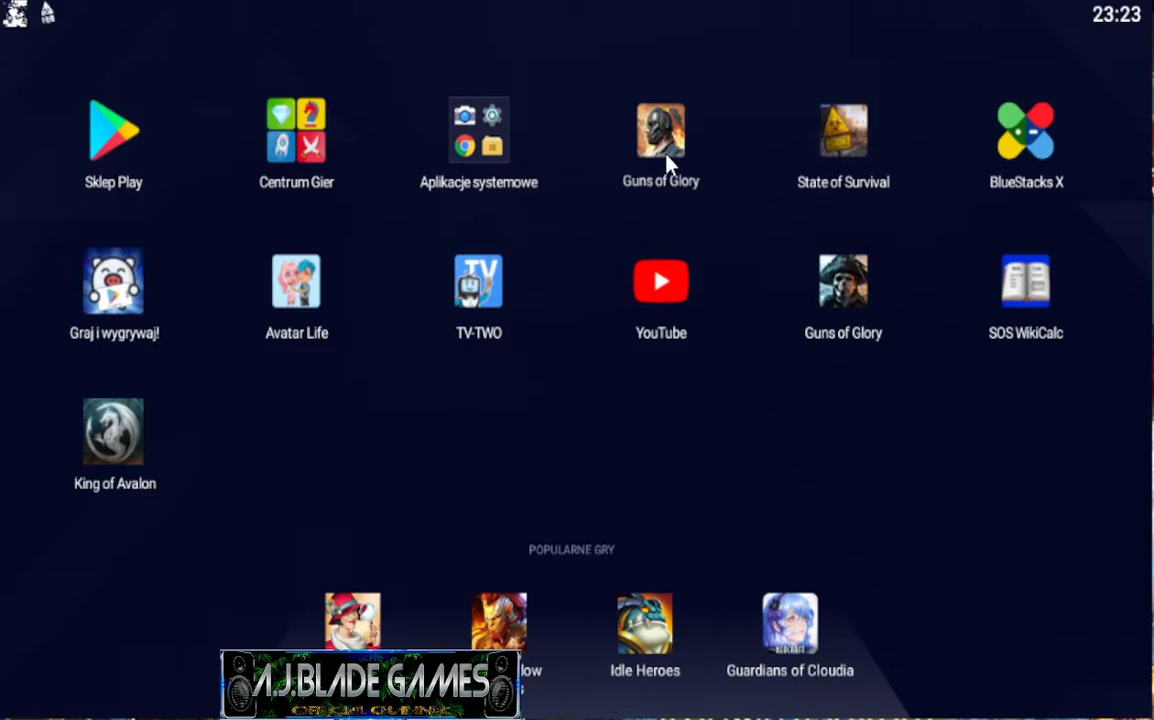 23:23
Sklep Play
Centrum Gier
Aplikacje systemowe
Guns of Glory
State of Survival
BlueStacks X
Graj i wygrywaj!
Avatar Life
TV
TV-TWO
YouTube
Guns of Glory
SOS WikiCalc
King of Avalon
POPULARNE GRY
low
Idle Heroes
Guardians of Cloudia
A.J.BLADE GAMES